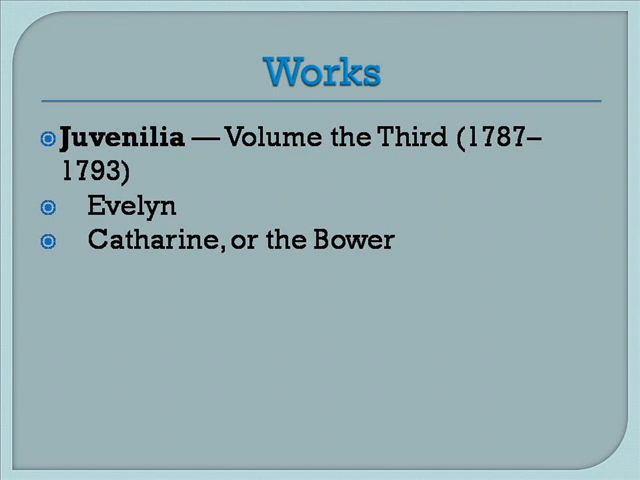 Works
Juvenilia — Volume the Third (1787–
1793)
Evelyn
Catharine, or the Bower